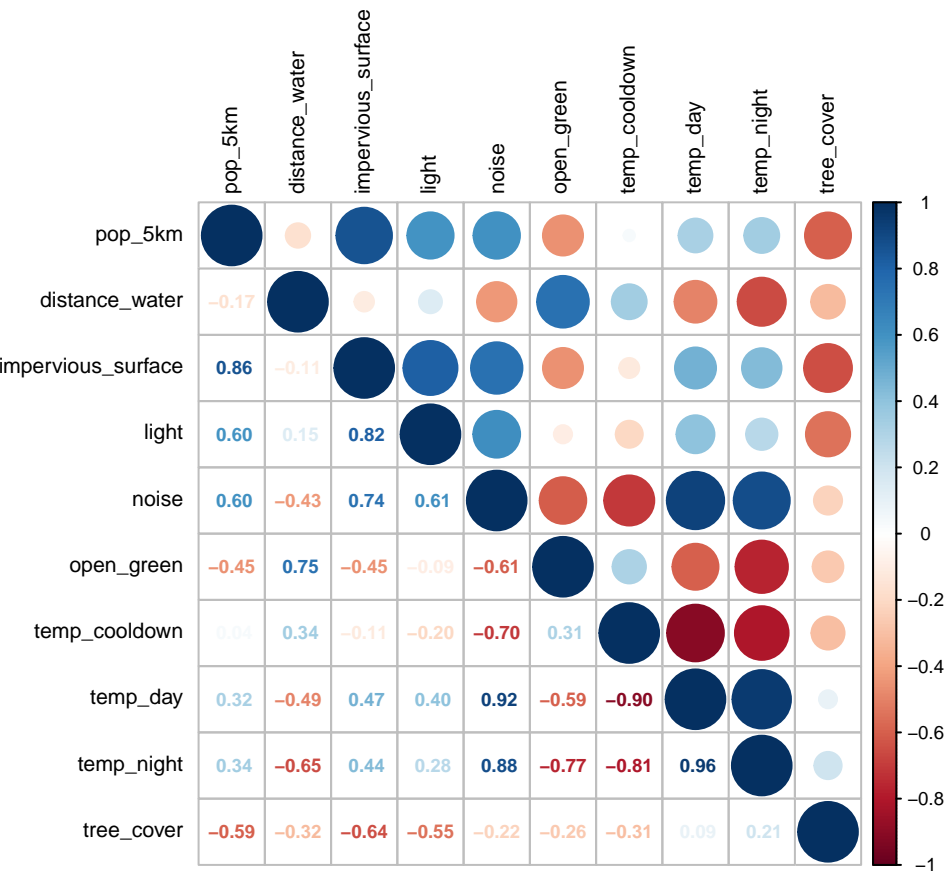 pop_5km
distance_water
impervious_surface
light
noise
open_green
temp_cooldown
temp_day
temp_night
tree_cover
pop_5km
distance_water −0.17
impervious_surface 0.86 −0.11
light 0.60 0.15 0.82
noise 0.60 −0.43 0.74 0.61
open_green −0.45 0.75 −0.45 −0.09 −0.61
temp_cooldown 0.04 0.34 −0.11 −0.20 −0.70 0.31
temp_day 0.32 −0.49 0.47 0.40 0.92 −0.59 −0.90
temp_night 0.34 −0.65 0.44 0.28 0.88 −0.77 −0.81 0.96
tree_cover −0.59 −0.32 −0.64 −0.55 −0.22 −0.26 −0.31 0.09 0.21
1
0.8
0.6
0.4
0.2
0
−0.2
−0.4
−0.6
−0.8
−1